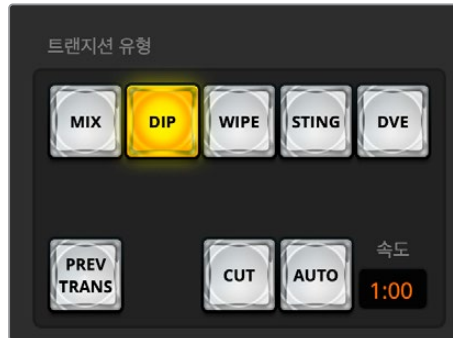 트랜지션 유형
MIX
DIP
WIPE
STING
DVE
PREV
TRANS
CUT
AUTO
속도
1:00